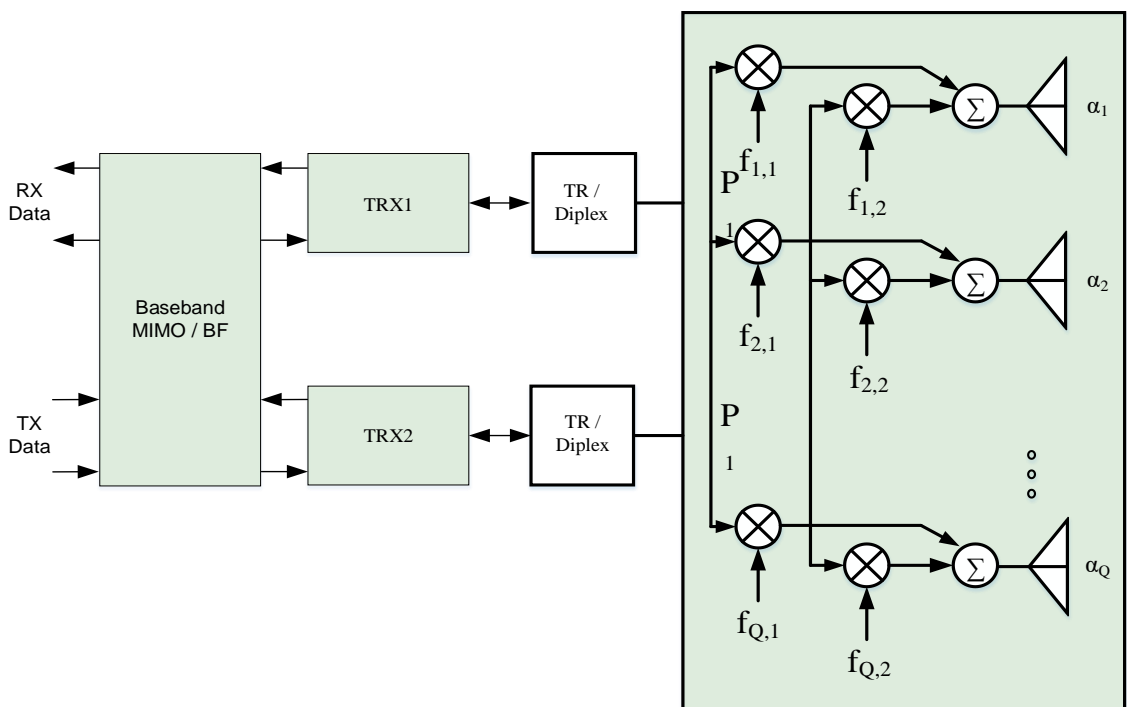 RX
Data
TX
Data
Baseband
MIMO / BF
TRX1
TRX2
TR /
Diplex
TR /
Diplex
P
1
P
1
f1,1
f1,2
f2,1
f2,2
fQ,1
fQ,2
Σ
Σ
Σ
α1
α2
αQ